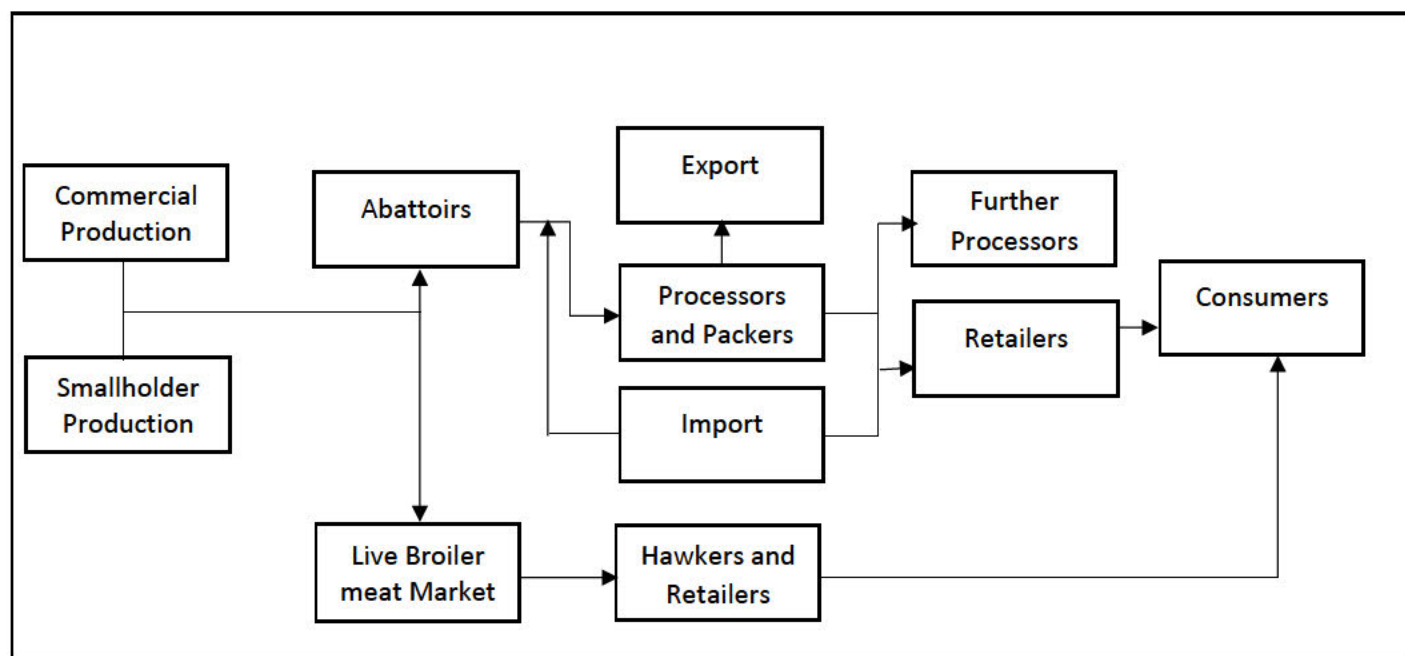 Commercial
Production
Smallholder
Production
Abattoirs
Live Broiler
meat Market
Export
Processors
and Packers
Import
Hawkers and
Retailers
Further
Processors
Retailers
Consumers